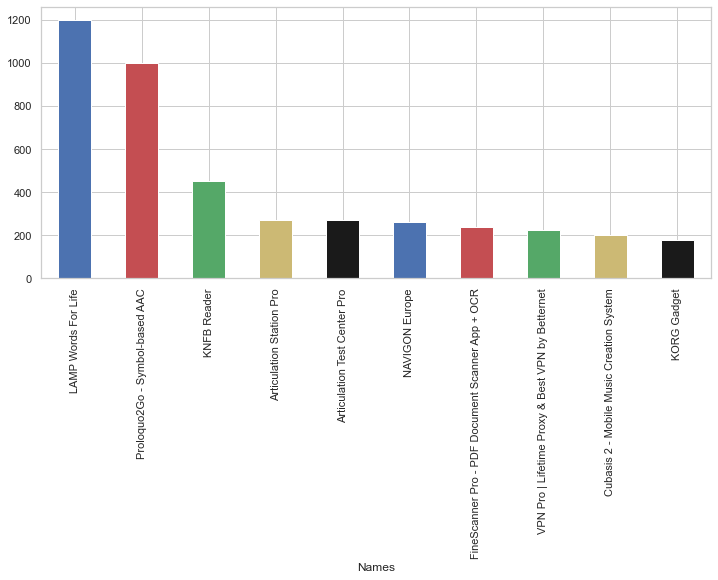 1200
1000
800
600
400
200
0
LAMP Words For Life
Proloquo2Go - Symbol-based AAC
KNFB Reader
Articulation Station Pro
Articulation Test Center Pro
NAVIGON Europe
FineScanner Pro - PDF Document Scanner App + OCR
VPN Pro | Lifetime Proxy & Best VPN by Betternet
Cubasis 2 - Mobile Music Creation System
KORG Gadget
Names